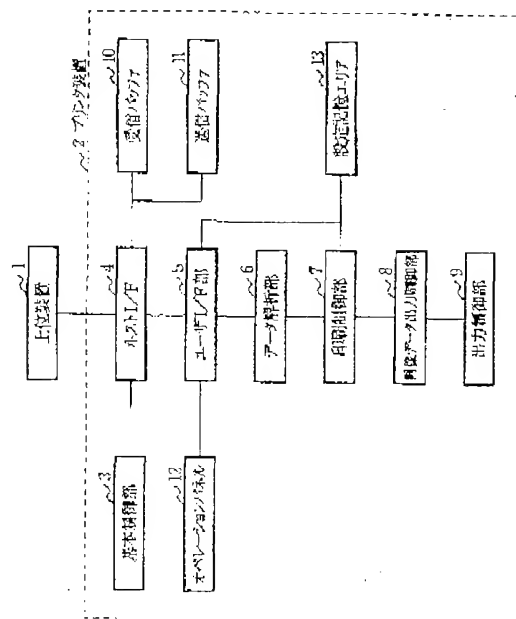 上位装置
1
2 プリンタ装置
基本制御部
3
ホストI/F
4
受信バッファ
10
送信バッファ
11
オペレーションパネル
12
ユーザI/F部
5
データ解析部
6
印刷制御部
7
設定記憶エリア
13
画像データ出力制御部
8
出力制御部
9